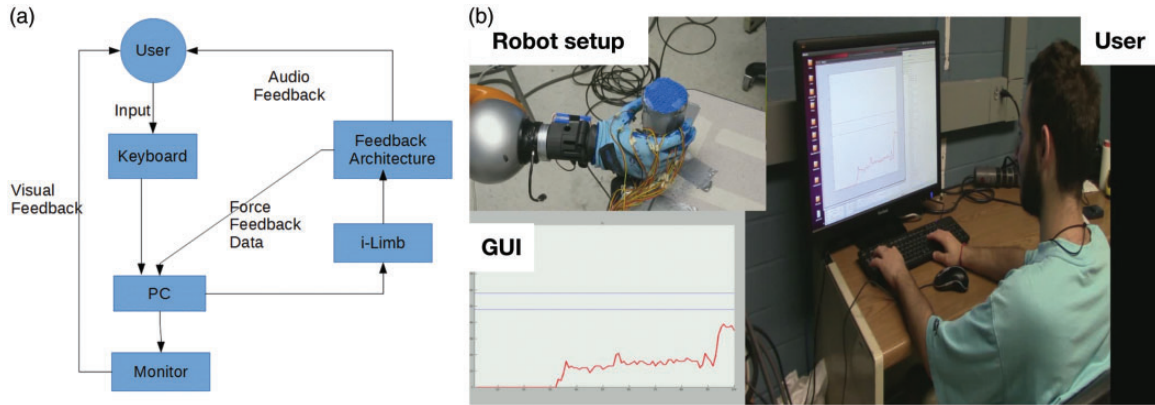 (a)
User
Audio
Feedback
Input
Keyboard
Feedback
Architecture
Visual
Feedback
Force
Feedback
Data
i-Limb
PC
Monitor
(b)
Robot setup
User
GUI